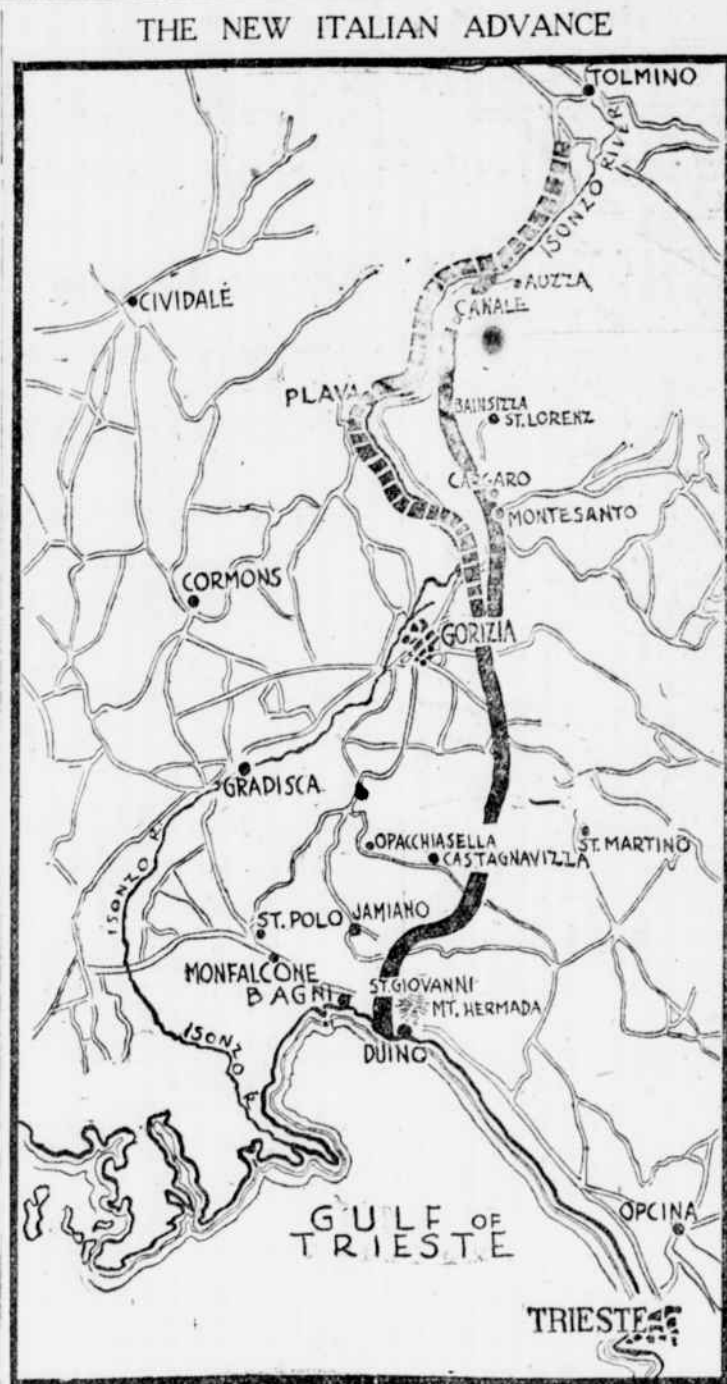 THE NEW ITALIAN ADVANCE
TOLMINO
ISONZO RIVER
AUZZA
CANALE
CIVIDALE
PLAVA
BAINSIZZA
ST. LORENZ
CARGARO
MONTESANTO
CORMONS
GORIZIA
GRADISCA
OPACCHIASELLA
CASTAGNAVIZZA
ST. MARTINO
ISONZO R.
ST. POLO
JAMIANO
MONFALCONE
BAGNI
ST. GIOVANNI
MT. HERMADA
DUINO
ISONZO R.
OPCINA
GULF OF
TRIESTE
TRIESTE